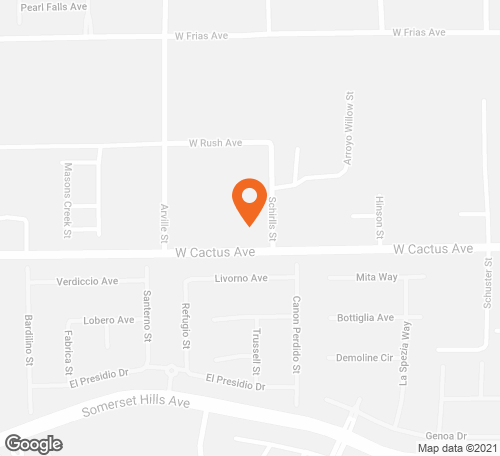 Pearl Falls Ave
W Frias Ave
W Frias Ave
Arroyo Willow St
W Rush Ave
Masons Creek St
Arville St
Schirlls St
Hinson St
W Cactus Ave
W Cactus Ave
Schuster St
Verdiccio Ave
Livorno Ave
Mita Way
Santerno St
Refugio St
Canon Perdido St
Bardilino St
Lobero Ave
Bottiglia Ave
La Spezia Way
Fabrica St
Trussell St
Demoline Cir
El Presidio Dr
El Presidio Dr
Somerset Hills Ave
Genoa Dr
Google
Map data ©2021